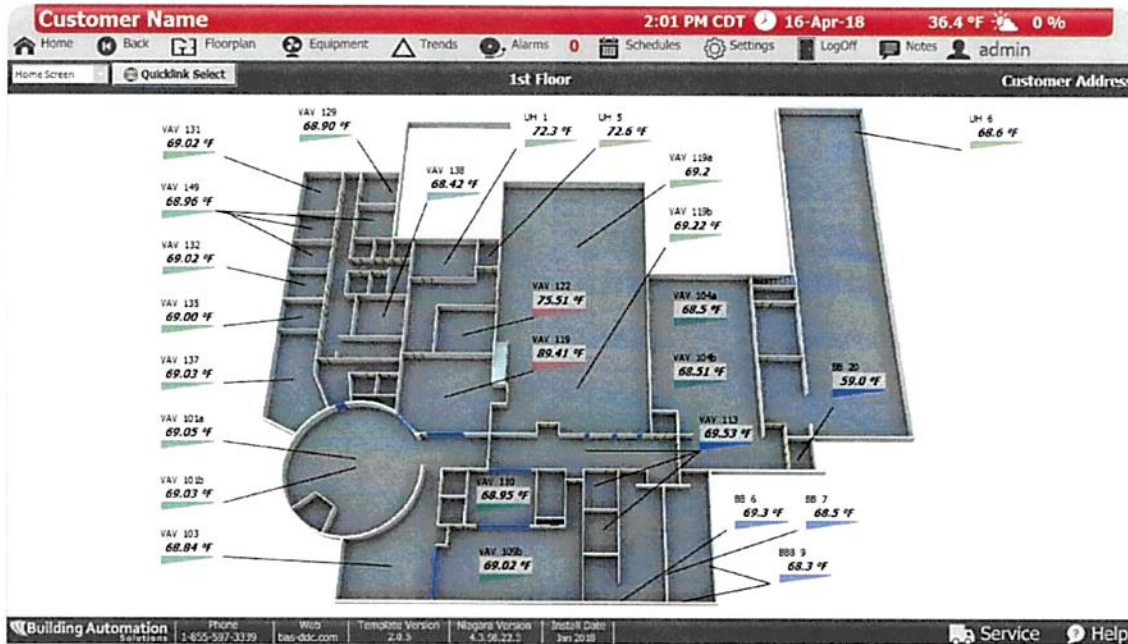 Customer Name 2:01 PM CDT 16-Apr-18 36.4 °F 0 %
Home Back Floorplan Equipment Trends Alarms 0 Schedules Settings LogOff Notes admin
Home Screen Quicklink Select 1st Floor Customer Address
VAV 129
68.90 °F
UH 1
72.3 °F
UH 5
72.6 °F
UH 6
68.6 °F
VAV 131
69.02 °F
VAV 138
68.42 °F
VAV 119a
69.2
VAV 149
68.96 °F
VAV 119b
69.22 °F
VAV 132
69.02 °F
VAV 122
75.51 °F
VAV 104a
68.5 °F
VAV 135
69.00 °F
VAV 119
89.41 °F
VAV 104b
68.51 °F
VAV 137
69.03 °F
BB 20
59.0 °F
VAV 101a
69.05 °F
VAV 113
69.53 °F
VAV 101b
69.03 °F
VAV 110
68.95 °F
BB 6
69.3 °F
BB 7
68.5 °F
VAV 103
68.84 °F
VAV 109b
69.02 °F
BBB 9
68.3 °F
Building Automation Solutions
Phone
1-855-597-3339
Web
bas-ddc.com
Template Version
2.0.5
Niagara Version
Install Date
Jan 2018
Service Help